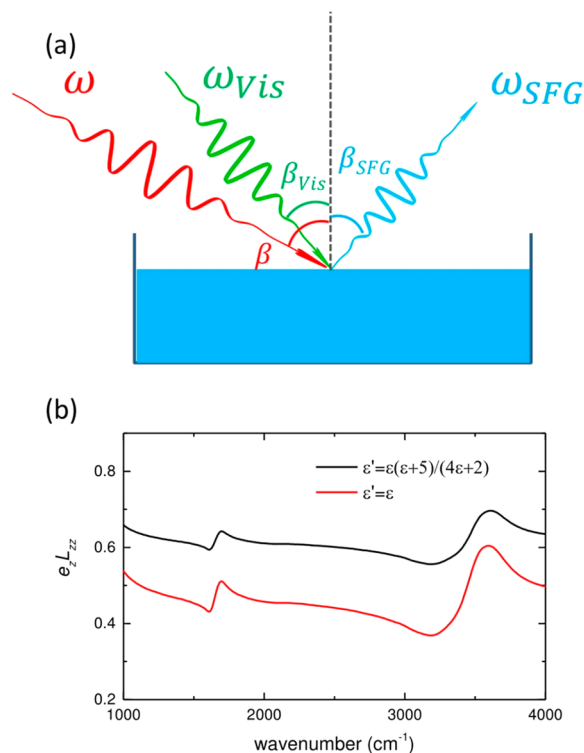 (a)
ω
ωVis
ωSFG
βVis
βSFG
β
(b)
0.8
0.6
0.4
0.2
ezLzz
ε'=ε(ε+5)/(4ε+2)
ε'=ε
1000
2000
3000
4000
wavenumber (cm⁻¹)